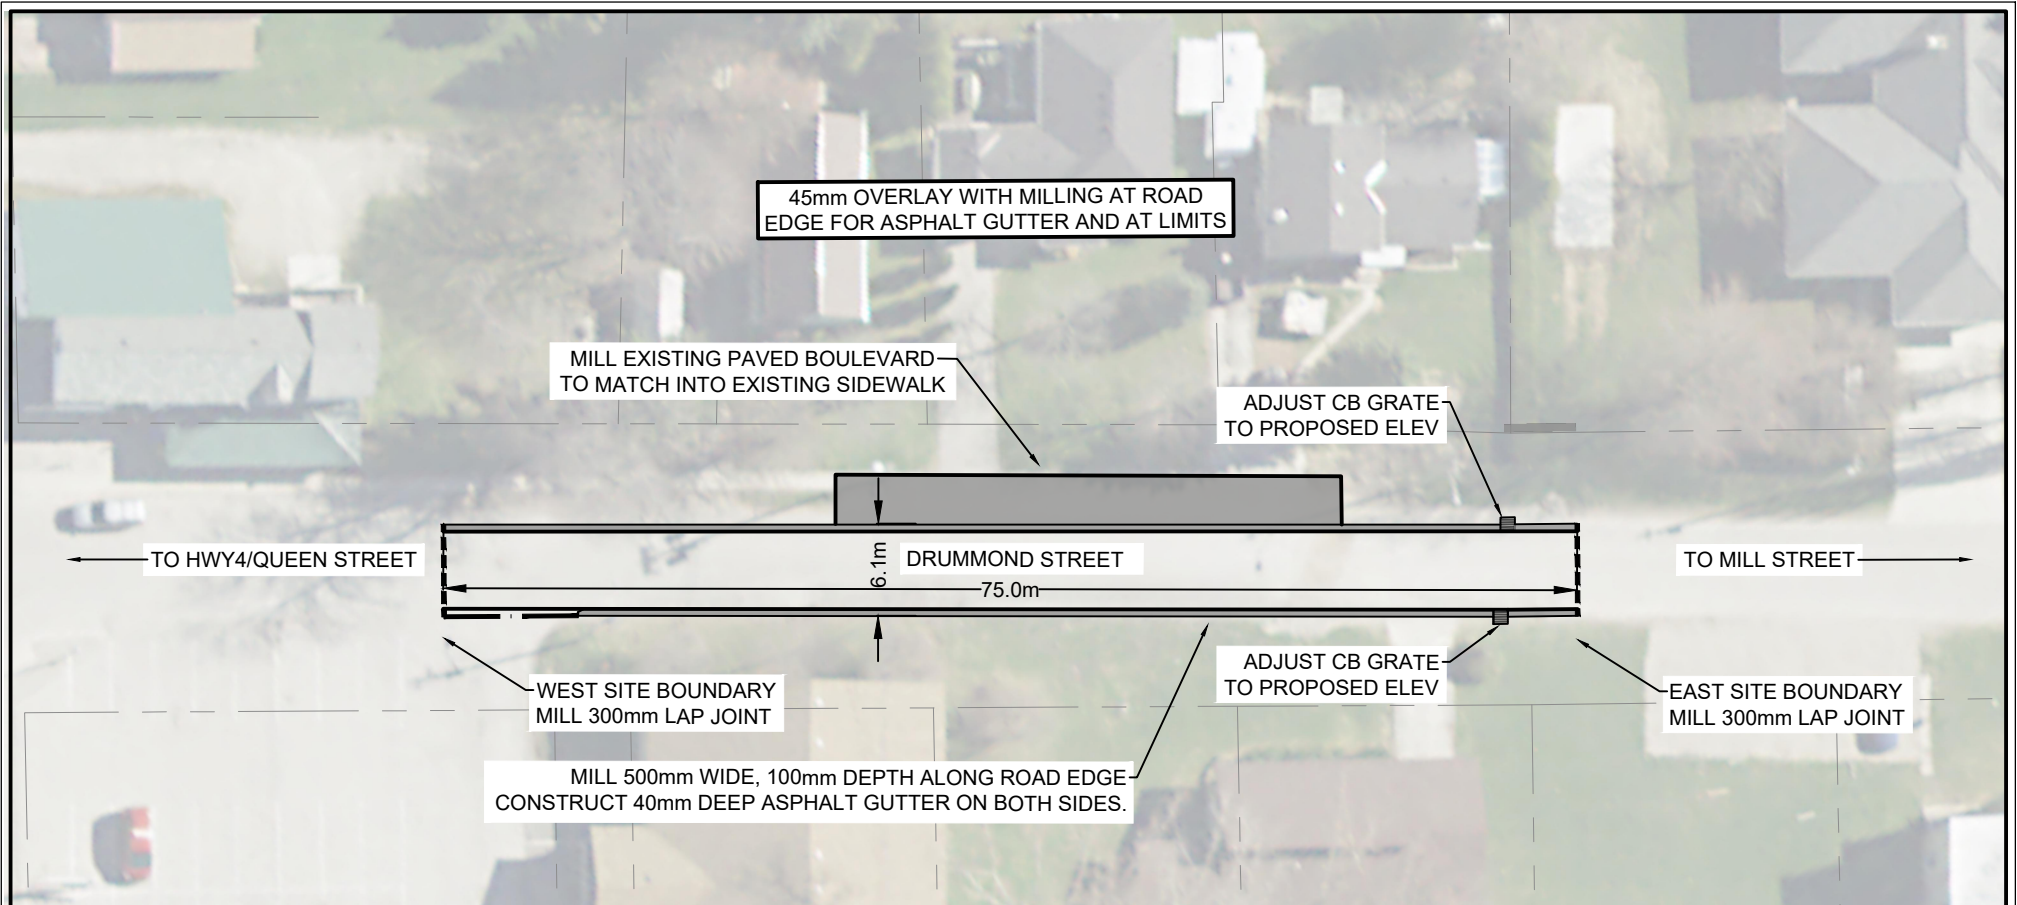 45mm OVERLAY WITH MILLING AT ROAD
EDGE FOR ASPHALT GUTTER AND AT LIMITS
MILL EXISTING PAVED BOULEVARD
TO MATCH INTO EXISTING SIDEWALK
ADJUST CB GRATE
TO PROPOSED ELEV
TO HWY4/QUEEN STREET
6.1m
DRUMMOND STREET
TO MILL STREET
75.0m
ADJUST CB GRATE
TO PROPOSED ELEV
WEST SITE BOUNDARY
MILL 300mm LAP JOINT
EAST SITE BOUNDARY
MILL 300mm LAP JOINT
MILL 500mm WIDE, 100mm DEPTH ALONG ROAD EDGE
CONSTRUCT 40mm DEEP ASPHALT GUTTER ON BOTH SIDES.